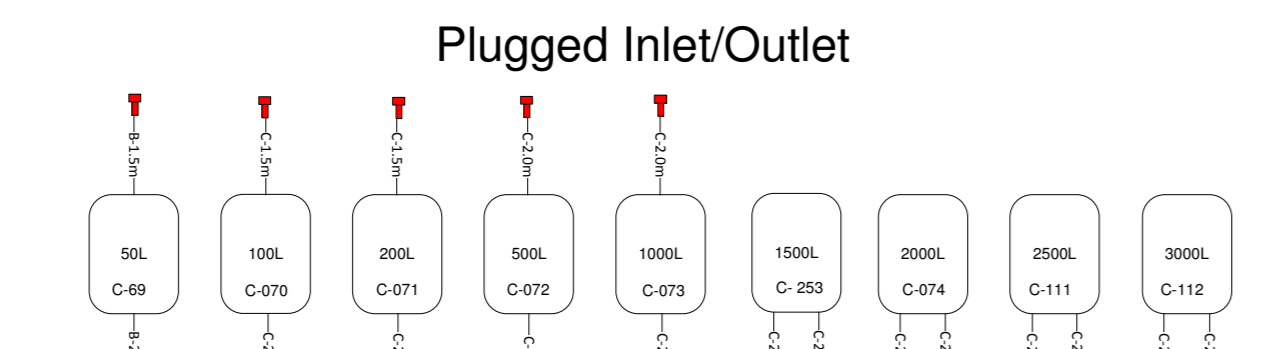 Plugged Inlet/Outlet
B-1.5m
C-1.5m
C-1.5m
C-2.0m
C-2.0m
50L
C-69
100L
C-070
200L
C-071
500L
C-072
1000L
C-073
1500L
C- 253
2000L
C-074
2500L
C-111
3000L
C-112